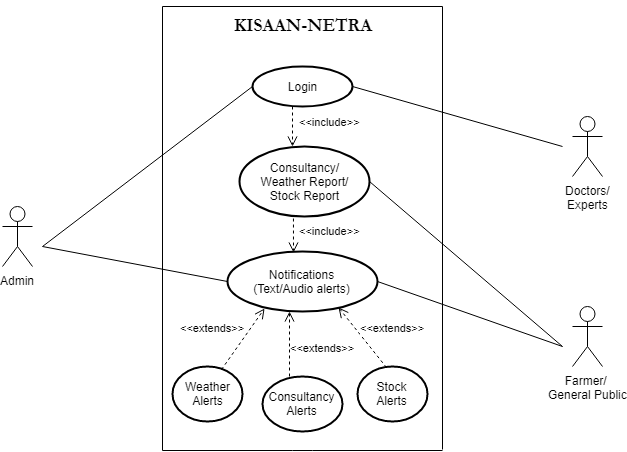 KISAAN-NETRA
Login
<<include>>
Consultancy/
Weather Report/
Stock Report
Doctors/
Experts
<<include>>
Admin
Notifications
(Text/Audio alerts)
<<extends>>
<<extends>>
<<extends>>
Weather
Alerts
Consultancy
Alerts
Stock
Alerts
Farmer/
General Public